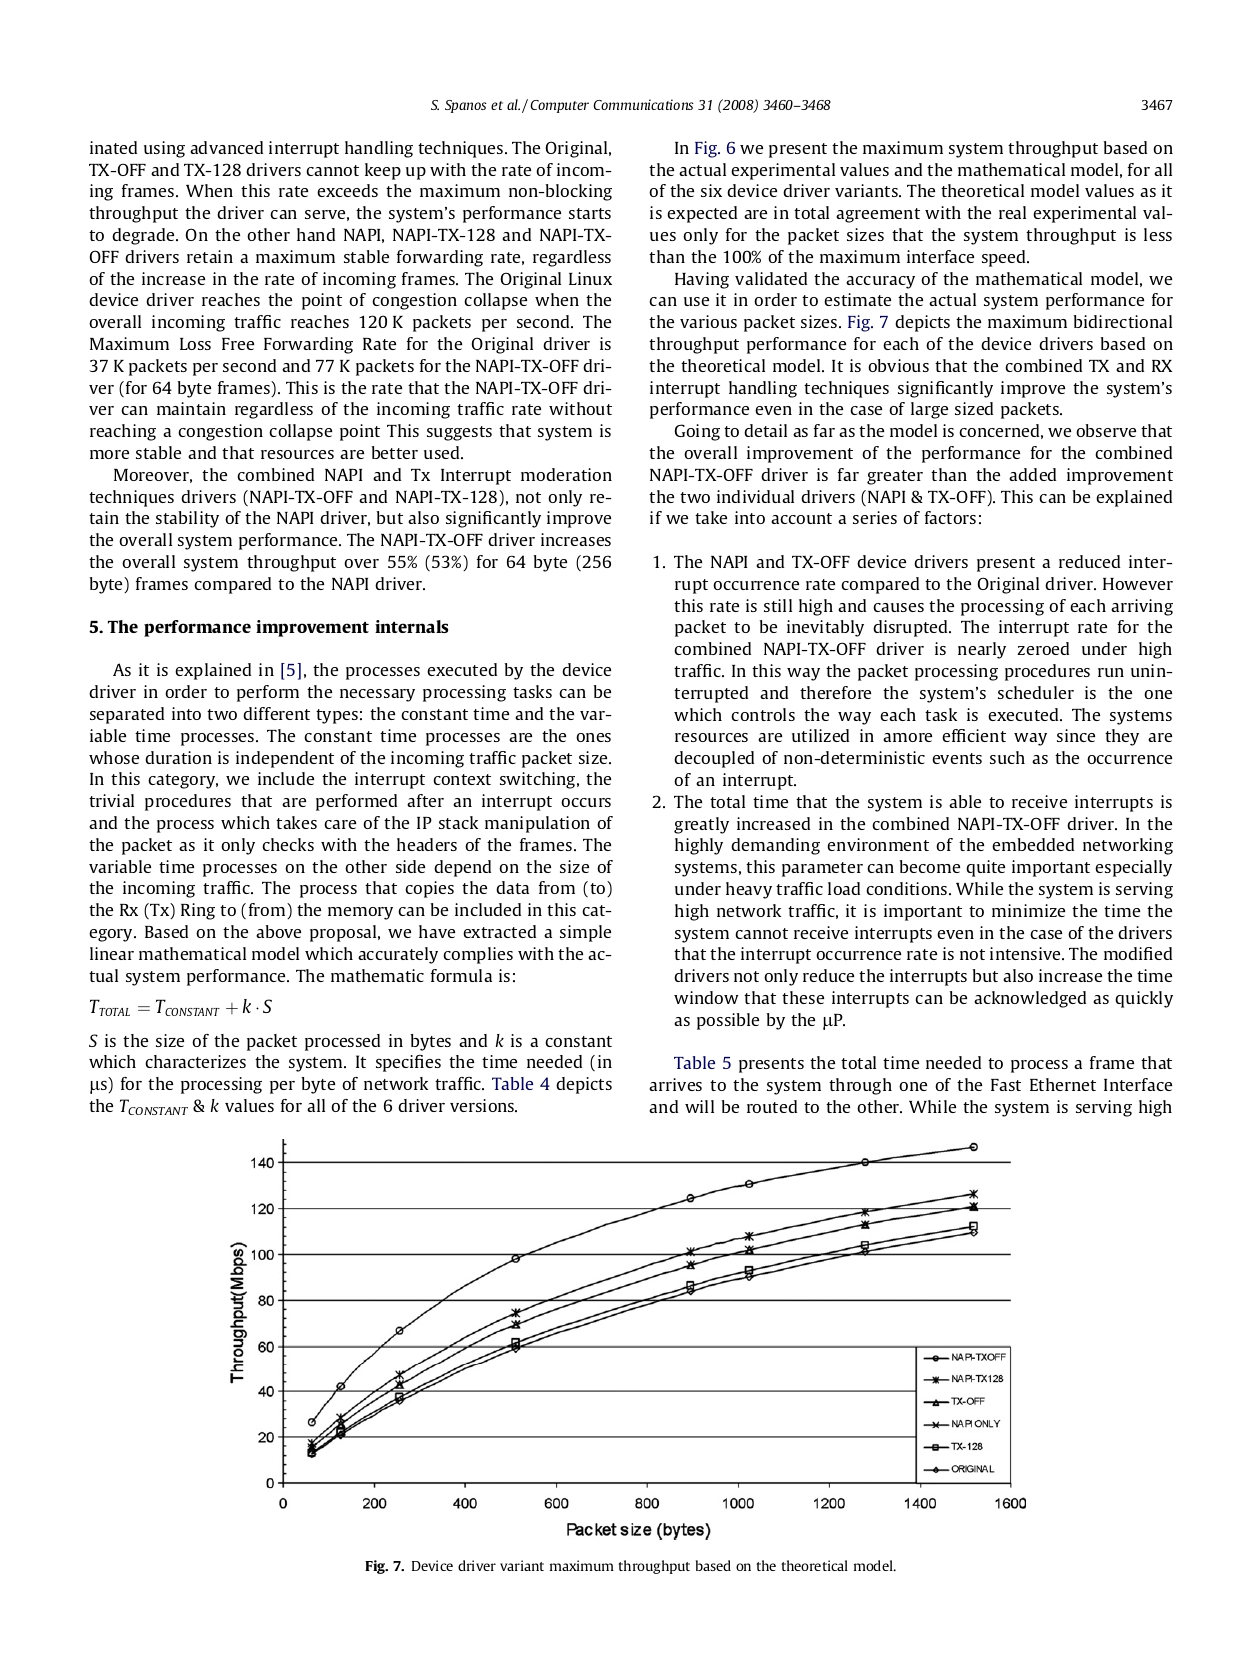 S. Spanos et al. / Computer Communications 31 (2008) 3460–3468
3467
inated using advanced interrupt handling techniques. The Original,
TX-OFF and TX-128 drivers cannot keep up with the rate of incom-
ing frames. When this rate exceeds the maximum non-blocking
throughput the driver can serve, the system's performance starts
to degrade. On the other hand NAPI, NAPI-TX-128 and NAPI-TX-
OFF drivers retain a maximum stable forwarding rate, regardless
of the increase in the rate of incoming frames. The Original Linux
device driver reaches the point of congestion collapse when the
overall incoming traffic reaches 120 K packets per second. The
Maximum Loss Free Forwarding Rate for the Original driver is
37 K packets per second and 77 K packets for the NAPI-TX-OFF dri-
ver (for 64 byte frames). This is the rate that the NAPI-TX-OFF dri-
ver can maintain regardless of the incoming traffic rate without
reaching a congestion collapse point This suggests that system is
more stable and that resources are better used.
Moreover, the combined NAPI and Tx Interrupt moderation
techniques drivers (NAPI-TX-OFF and NAPI-TX-128), not only re-
tain the stability of the NAPI driver, but also significantly improve
the overall system performance. The NAPI-TX-OFF driver increases
the overall system throughput over 55% (53%) for 64 byte (256
byte) frames compared to the NAPI driver.
5. The performance improvement internals
As it is explained in [5], the processes executed by the device
driver in order to perform the necessary processing tasks can be
separated into two different types: the constant time and the var-
iable time processes. The constant time processes are the ones
whose duration is independent of the incoming traffic packet size.
In this category, we include the interrupt context switching, the
trivial procedures that are performed after an interrupt occurs
and the process which takes care of the IP stack manipulation of
the packet as it only checks with the headers of the frames. The
variable time processes on the other side depend on the size of
the incoming traffic. The process that copies the data from (to)
the Rx (Tx) Ring to (from) the memory can be included in this cat-
egory. Based on the above proposal, we have extracted a simple
linear mathematical model which accurately complies with the ac-
tual system performance. The mathematic formula is:
T_TOTAL = T_CONSTANT + k · S
S is the size of the packet processed in bytes and k is a constant
which characterizes the system. It specifies the time needed (in
μs) for the processing per byte of network traffic. Table 4 depicts
the T_CONSTANT & k values for all of the 6 driver versions.
In Fig. 6 we present the maximum system throughput based on
the actual experimental values and the mathematical model, for all
of the six device driver variants. The theoretical model values as it
is expected are in total agreement with the real experimental val-
ues only for the packet sizes that the system throughput is less
than the 100% of the maximum interface speed.
Having validated the accuracy of the mathematical model, we
can use it in order to estimate the actual system performance for
the various packet sizes. Fig. 7 depicts the maximum bidirectional
throughput performance for each of the device drivers based on
the theoretical model. It is obvious that the combined TX and RX
interrupt handling techniques significantly improve the system's
performance even in the case of large sized packets.
Going to detail as far as the model is concerned, we observe that
the overall improvement of the performance for the combined
NAPI-TX-OFF driver is far greater than the added improvement
the two individual drivers (NAPI & TX-OFF). This can be explained
if we take into account a series of factors:
1. The NAPI and TX-OFF device drivers present a reduced inter-
rupt occurrence rate compared to the Original driver. However
this rate is still high and causes the processing of each arriving
packet to be inevitably disrupted. The interrupt rate for the
combined NAPI-TX-OFF driver is nearly zeroed under high
traffic. In this way the packet processing procedures run unin-
terrupted and therefore the system's scheduler is the one
which controls the way each task is executed. The systems
resources are utilized in amore efficient way since they are
decoupled of non-deterministic events such as the occurrence
of an interrupt.
2. The total time that the system is able to receive interrupts is
greatly increased in the combined NAPI-TX-OFF driver. In the
highly demanding environment of the embedded networking
systems, this parameter can become quite important especially
under heavy traffic load conditions. While the system is serving
high network traffic, it is important to minimize the time the
system cannot receive interrupts even in the case of the drivers
that the interrupt occurrence rate is not intensive. The modified
drivers not only reduce the interrupts but also increase the time
window that these interrupts can be acknowledged as quickly
as possible by the μP.
Table 5 presents the total time needed to process a frame that
arrives to the system through one of the Fast Ethernet Interface
and will be routed to the other. While the system is serving high
Throughput(Mbps)
140
120
100
80
60
40
20
0
0 200 400 600 800 1000 1200 1400 1600
Packet size (bytes)
NAPI-TXOFF
NAPI-TX128
TX-OFF
NAPI ONLY
TX-128
ORIGINAL
Fig. 7. Device driver variant maximum throughput based on the theoretical model.